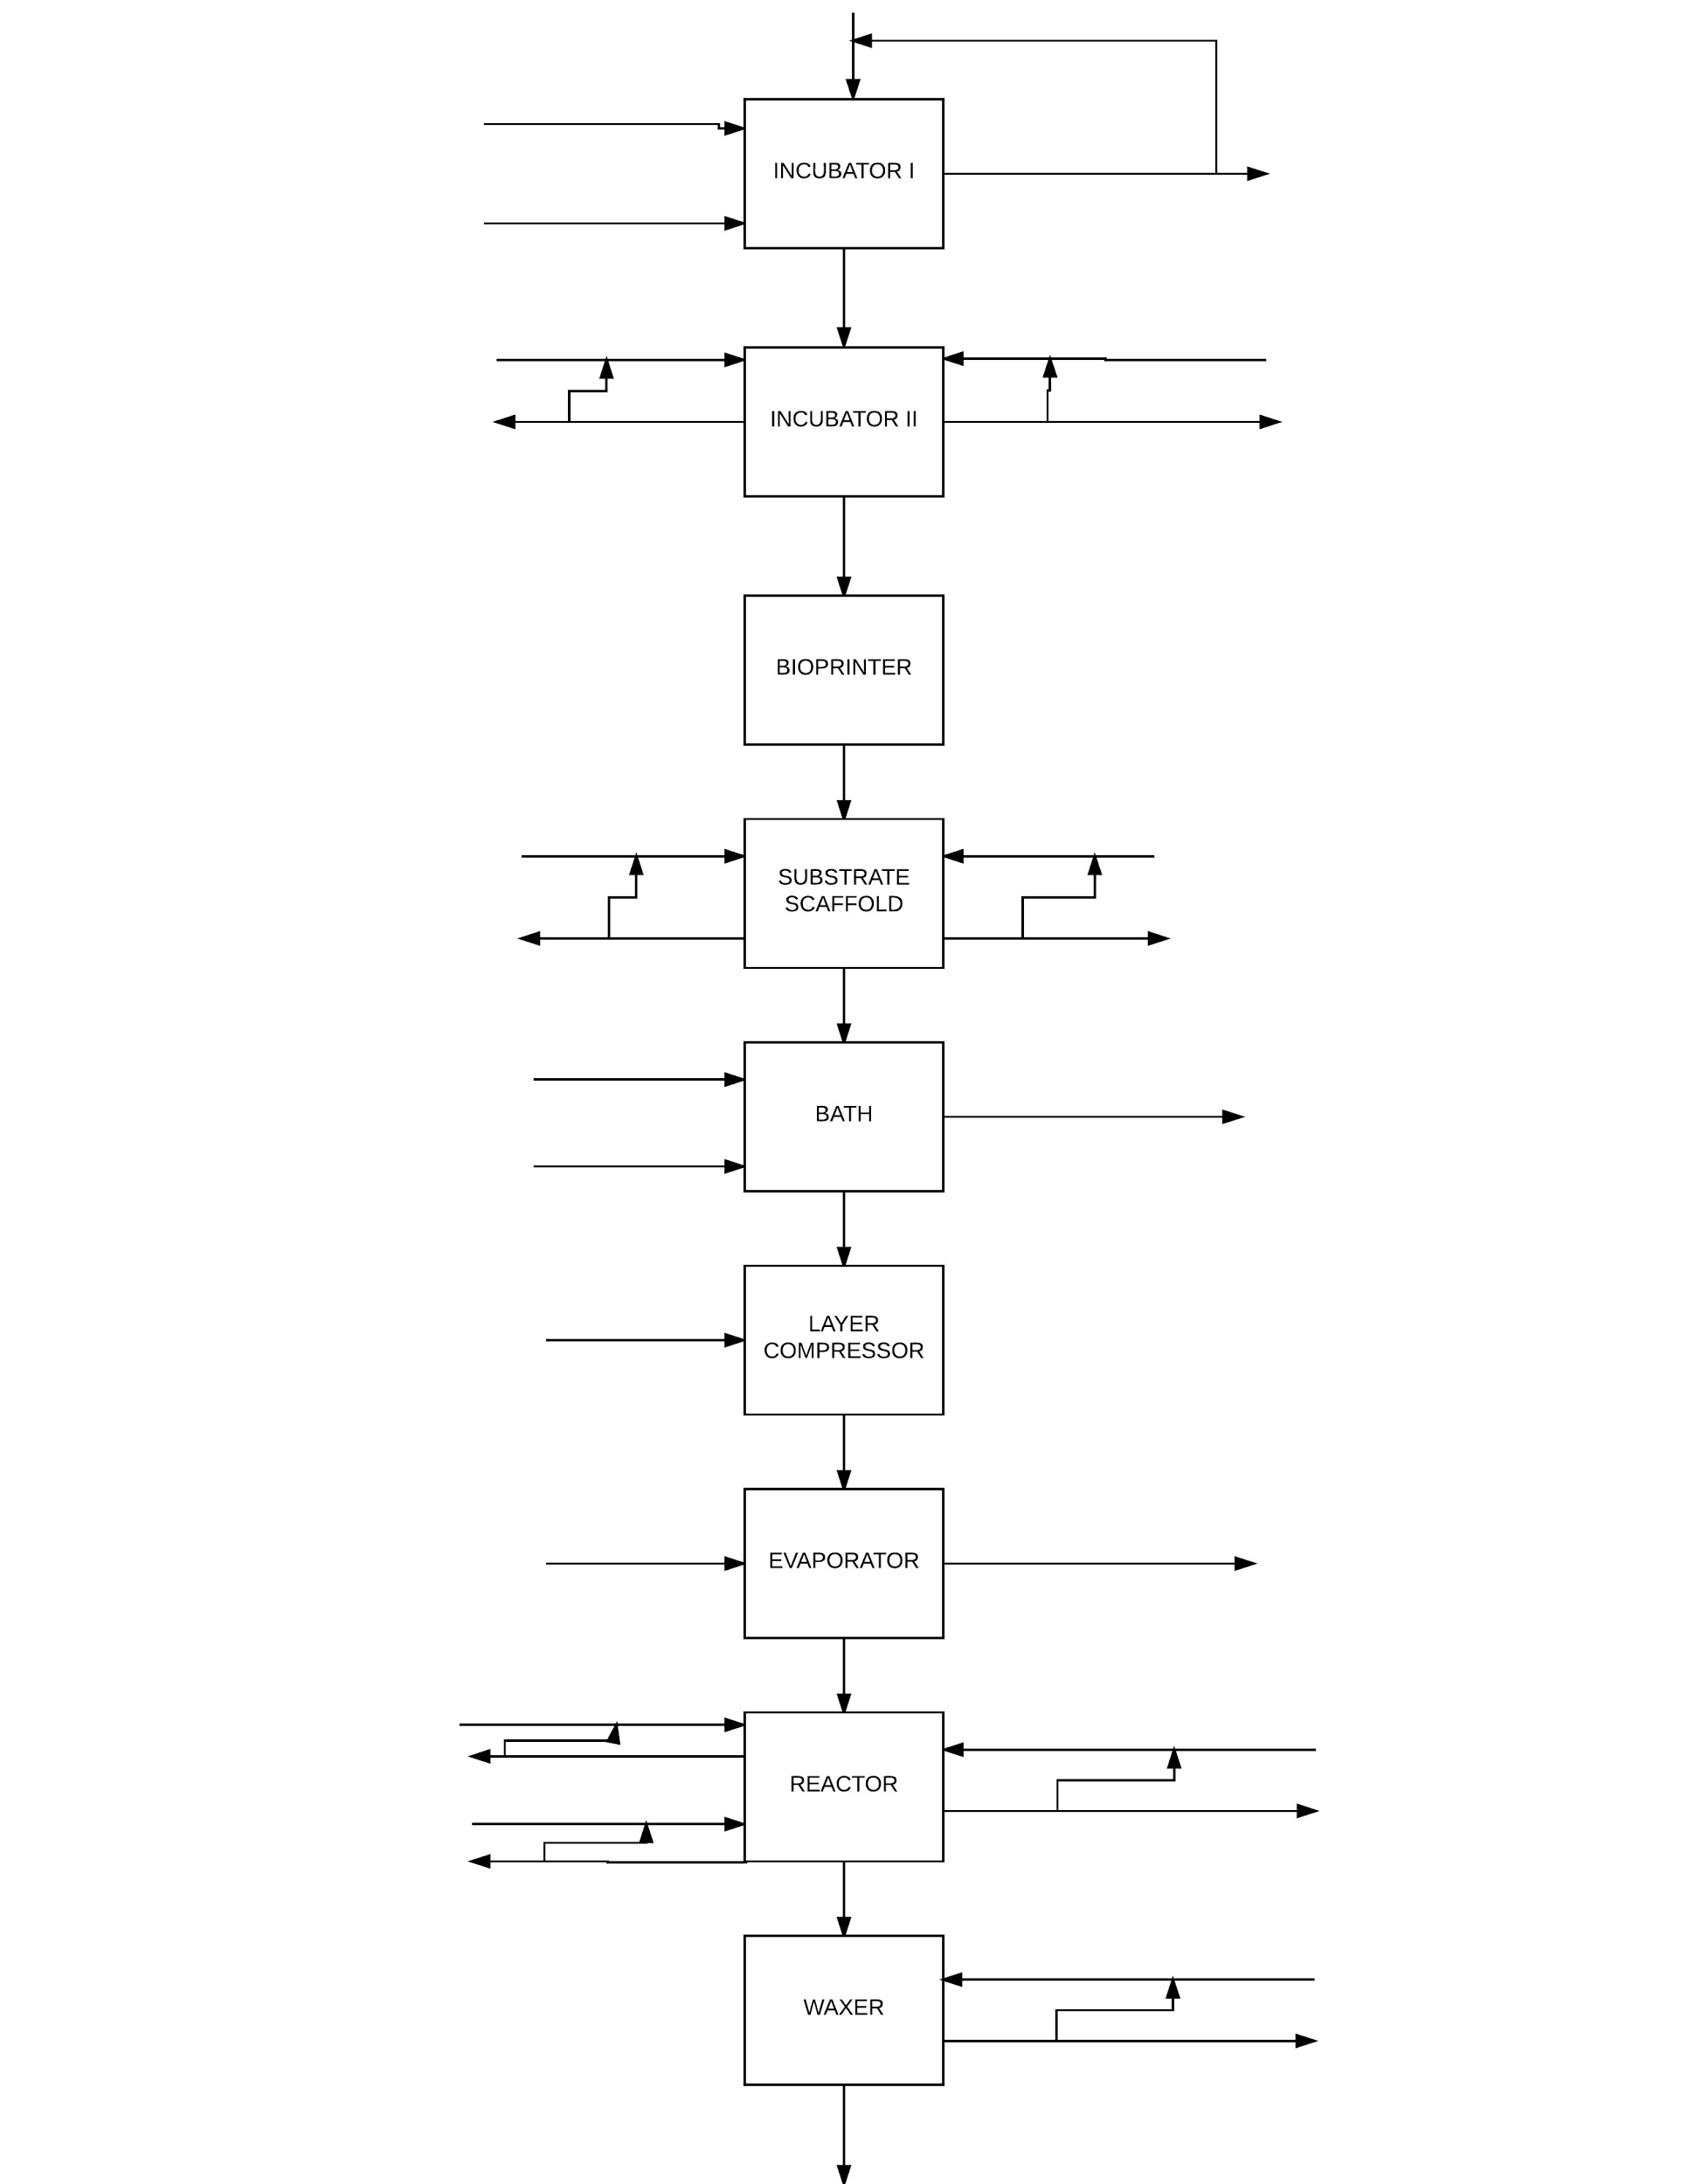 INCUBATOR I
INCUBATOR II
BIOPRINTER
SUBSTRATE
SCAFFOLD
BATH
LAYER
COMPRESSOR
EVAPORATOR
REACTOR
WAXER